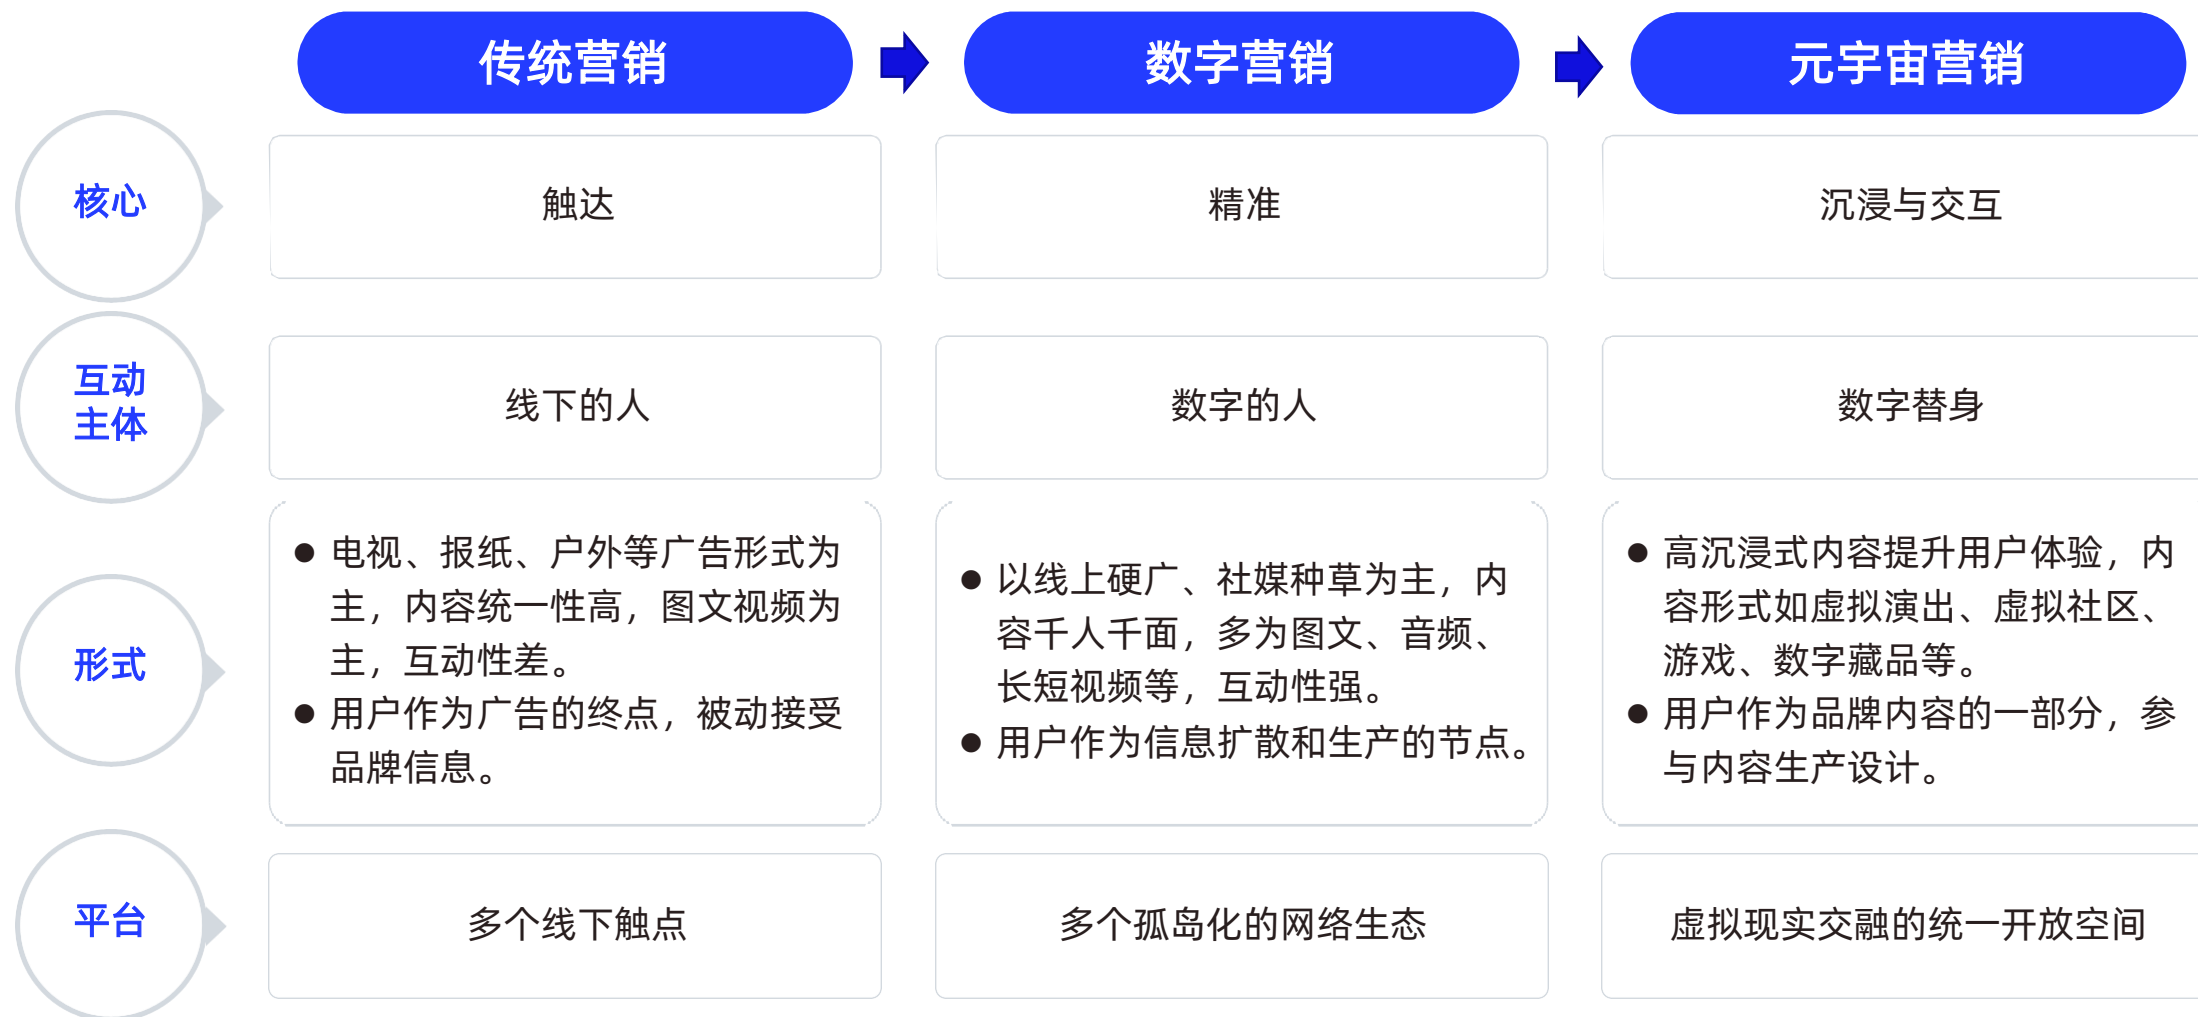 传统营销
数字营销
元宇宙营销
核心
触达
精准
沉浸与交互
互动
主体
线下的人
数字的人
数字替身
形式
● 电视、报纸、户外等广告形式为
主，内容统一性高，图文视频为
主，互动性差。
● 用户作为广告的终点，被动接受
品牌信息。
● 以线上硬广、社媒种草为主，内
容千人千面，多为图文、音频、
长短视频等，互动性强。
● 用户作为信息扩散和生产的节点。
● 高沉浸式内容提升用户体验，内
容形式如虚拟演出、虚拟社区、
游戏、数字藏品等。
● 用户作为品牌内容的一部分，参
与内容生产设计。
平台
多个线下触点
多个孤岛化的网络生态
虚拟现实交融的统一开放空间